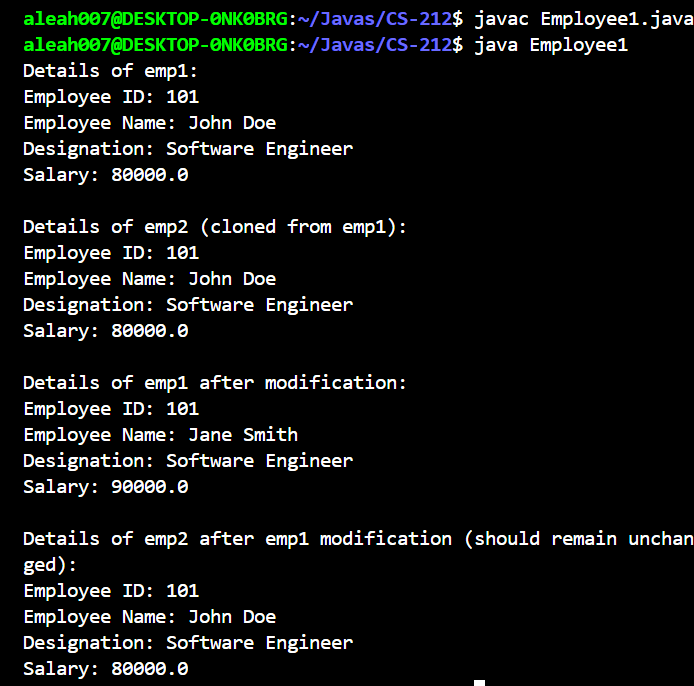 aleah007@DESKTOP-0NK0BRG:~/Javas/CS-212$ javac Employee1.java
aleah007@DESKTOP-0NK0BRG:~/Javas/CS-212$ java Employee1
Details of emp1:
Employee ID: 101
Employee Name: John Doe
Designation: Software Engineer
Salary: 80000.0

Details of emp2 (cloned from emp1):
Employee ID: 101
Employee Name: John Doe
Designation: Software Engineer
Salary: 80000.0

Details of emp1 after modification:
Employee ID: 101
Employee Name: Jane Smith
Designation: Software Engineer
Salary: 90000.0

Details of emp2 after emp1 modification (should remain unchan
ged):
Employee ID: 101
Employee Name: John Doe
Designation: Software Engineer
Salary: 80000.0